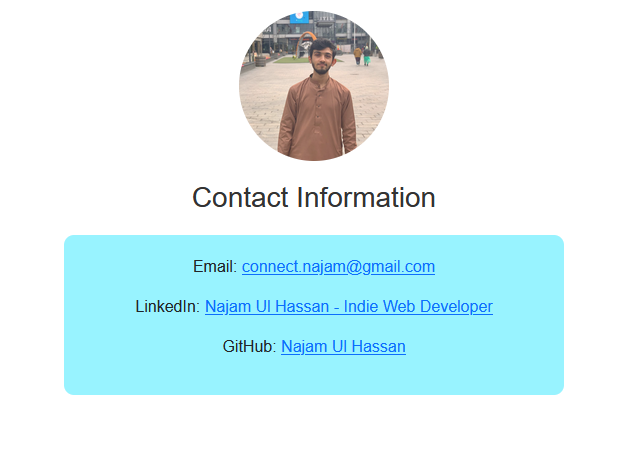 Contact Information
Email: connect.najam@gmail.com
LinkedIn: Najam Ul Hassan - Indie Web Developer
GitHub: Najam Ul Hassan